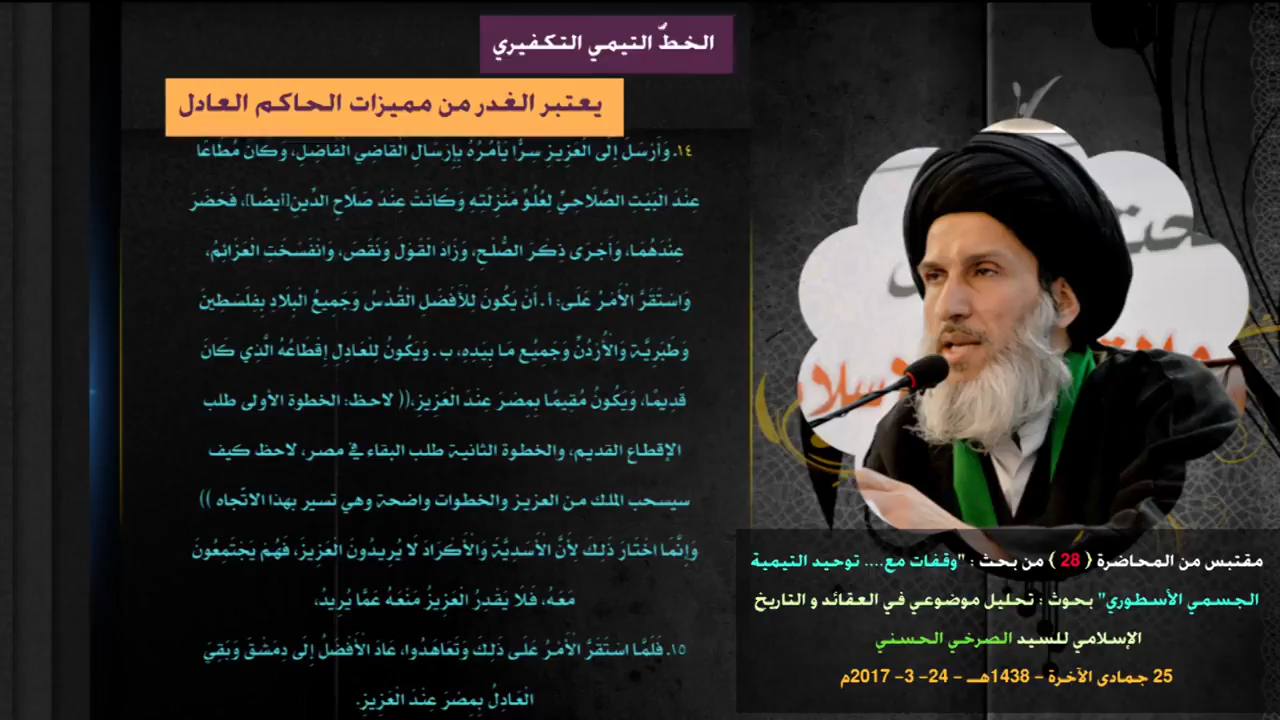 الخطّ التيمي التكفيري
يعتبر الغدر من مميزات الحاكم العادل
١٤. وَأَرْسَلَ إِلَى الْعَزِيزِ سِرًّا يَأْمُرُهُ بِإِرْسَالِ الْقَاضِي الْفَاضِلِ، وَكَانَ مُطَاعًا
عِنْدَ الْبَيْتِ الصَّلَاحِيِّ لِعُلُوِّ مَنْزِلَتِهِ وَكَانَتْ عِنْدَ صَلَاحِ الدِّينِ[أيضًا]، فَحَضَرَ
عِنْدَهُمَا، وَأَجْرَى ذِكْرَ الصُّلْحِ، وَزَادَ الْقَوْلَ وَنَقَصَ، وَانْفَسَخَتِ الْعَزَائِمُ،
وَاسْتَقَرَّ الْأَمْرُ عَلَى: أ. أَنْ يَكُونَ لِلْأَفْضَلِ الْقُدْسُ وَجَمِيعُ الْبِلَادِ بِفِلَسْطِينَ
وَطَبَرِيَّةَ وَالْأُرْدُنِّ وَجَمِيعِ ما بِيَدِهِ، ب. وَيَكُونُ لِلْعَادِلِ إِقْطَاعُهُ الَّذِي كَانَ
قَدِيمًا، وَيَكُونُ مُقِيمًا بِمِصْرَ عِنْدَ الْعَزِيزِ،(( لاحظ: الخطوة الأولى طلب
الإقطاع القديم، والخطوة الثانية طلب البقاء في مصر، لاحظ كيف
سيسحب الملك من العزيز والخطوات واضحة وهي تسير بهذا الاتّجاه ))
وَإِنَّمَا اخْتَارَ ذَلِكَ لِأَنَّ الْأَسَدِيَّةَ وَالْأَكْرَادَ لَا يُرِيدُونَ الْعَزِيزَ، فَهُمْ يَجْتَمِعُونَ
مَعَهُ، فَلَا يَقْدِرُ الْعَزِيزُ مَنْعَهُ عَمَّا يُرِيدُ،
١٥. فَلَمَّا اسْتَقَرَّ الْأَمْرُ عَلَى ذَلِكَ وَتَعَاهَدُوا، عَادَ الْأَفْضَلُ إِلَى دِمَشْقَ وَبَقِيَ
الْعَادِلُ بِمِصْرَ عِنْدَ الْعَزِيزِ.
مقتبس من المحاضرة ( 28 ) من بحث : "وقفات مع.... توحيد التيمية
الجسمي الأسطوري" بحوث : تحليل موضوعي في العقائد و التاريخ
الإسلامي للسيد الصرخي الحسني
25 جمادى الآخرة - 1438هـ - 24- 3- 2017م